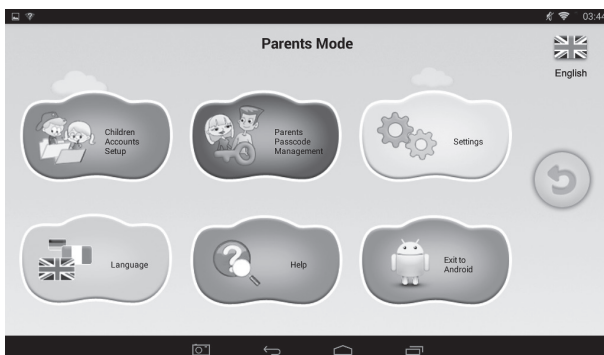 03:44
Parents Mode
English
Children
Accounts
Setup
Parents
Passcode
Management
Settings
Language
?
Help
Exit to
Android